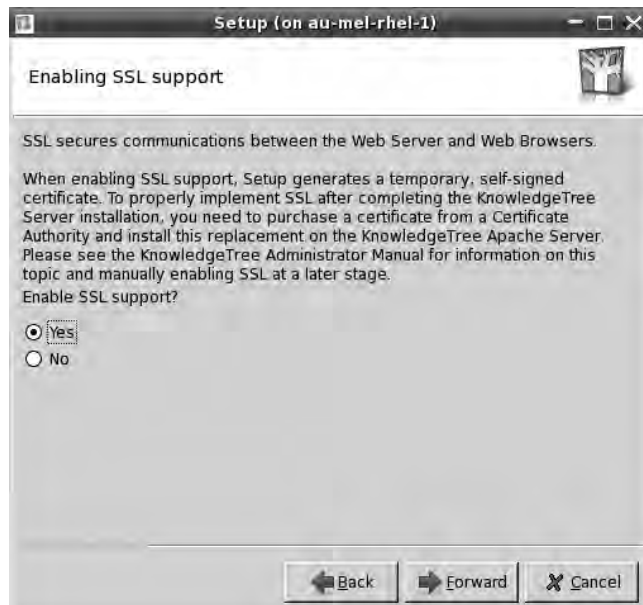 Setup (on au-mel-rhel-1)
Enabling SSL support
SSL secures communications between the Web Server and Web Browsers.
When enabling SSL support, Setup generates a temporary, self-signed
certificate. To properly implement SSL after completing the KnowledgeTree
Server installation, you need to purchase a certificate from a Certificate
Authority and install this replacement on the KnowledgeTree Apache Server.
Please see the KnowledgeTree Administrator Manual for information on this
topic and manually enabling SSL at a later stage.
Enable SSL support?
Yes
No
Back Forward Cancel